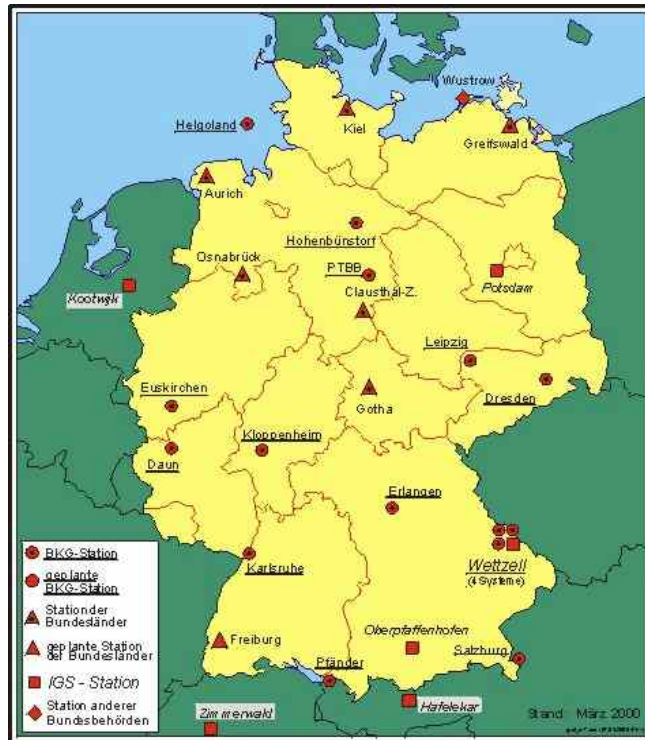 Wustrow
Helgoland
Kiel
Greifswald
Aurich
Hohenbünstorf
Osnabrück
PTBB
Potsdam
Kootwijk
Clausthal-Z.
Leipzig
Euskirchen
Gotha
Dresden
Kloppenheim
Daun
Erlangen
Wettzell
(4 Systeme)
Karlsruhe
Freiburg
Oberpfaffenhofen
Salzburg
Pfänder
Hafelekar
Zimmerwald
BKG-Station
geplante
BKG-Station
Station der
Bundesländer
geplante Station
der Bundesländer
IGS - Station
Station anderer
Bundesbehörden
Stand: März 2000